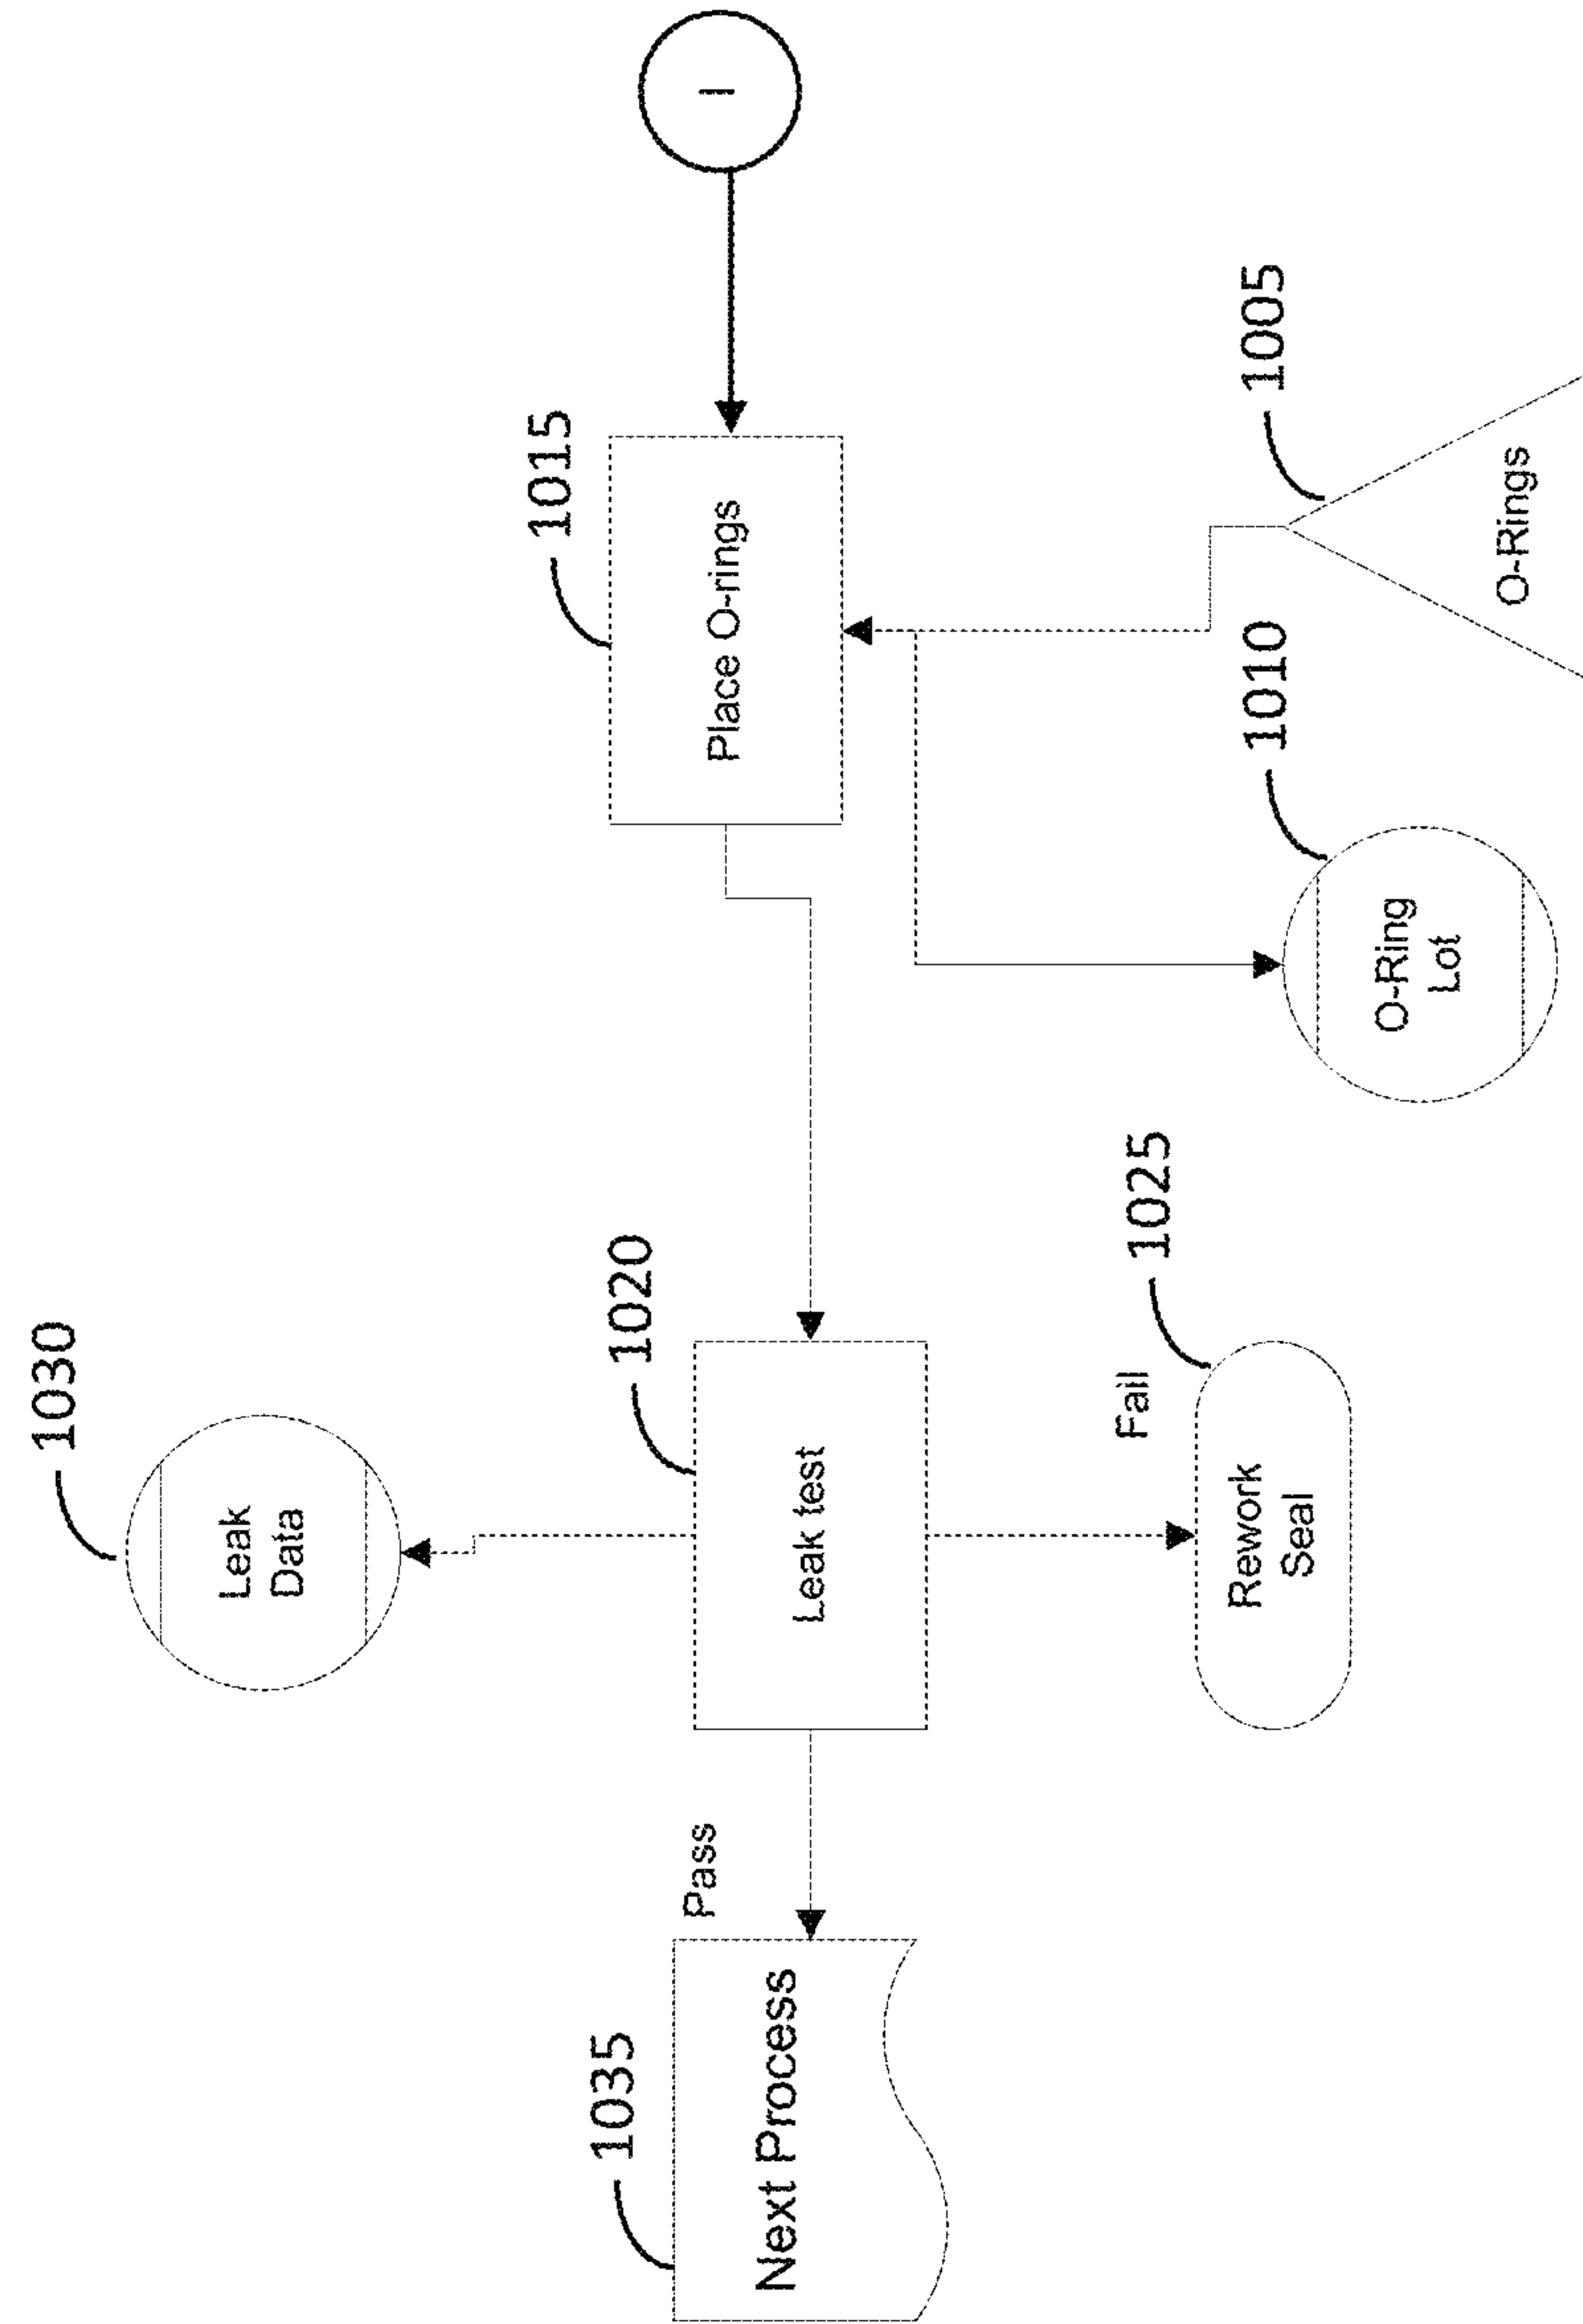 1030
Leak
Data
1015
1035
1020
Pass
I
Place O-rings
Next Process
Leak test
Fail
1025
Rework
Seal
1010
1005
O-Ring
Lot
O-Rings